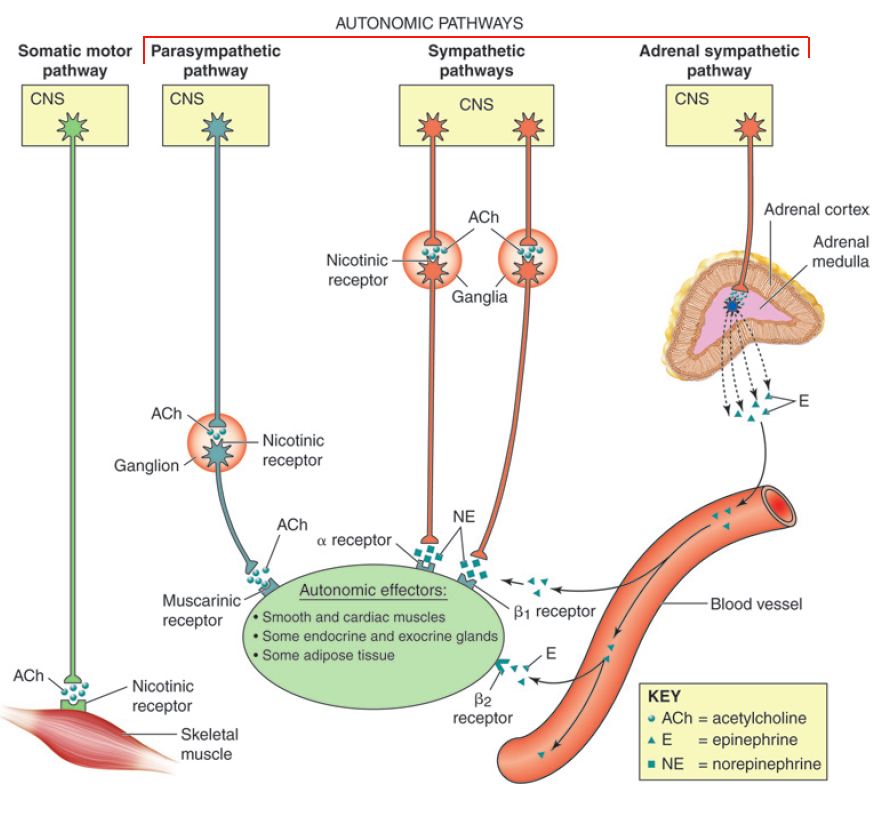 AUTONOMIC PATHWAYS
Somatic motor
pathway
Parasympathetic
pathway
Sympathetic
pathways
Adrenal sympathetic
pathway
CNS
CNS
CNS
CNS
Adrenal cortex
Adrenal
medulla
ACh
Nicotinic
receptor
Ganglia
E
ACh
Ganglion
Nicotinic
receptor
ACh
α receptor
NE
Muscarinic
receptor
Autonomic effectors:
• Smooth and cardiac muscles
• Some endocrine and exocrine glands
• Some adipose tissue
β1 receptor
Blood vessel
E
β2
receptor
ACh
Nicotinic
receptor
Skeletal
muscle
KEY
ACh = acetylcholine
E = epinephrine
NE = norepinephrine